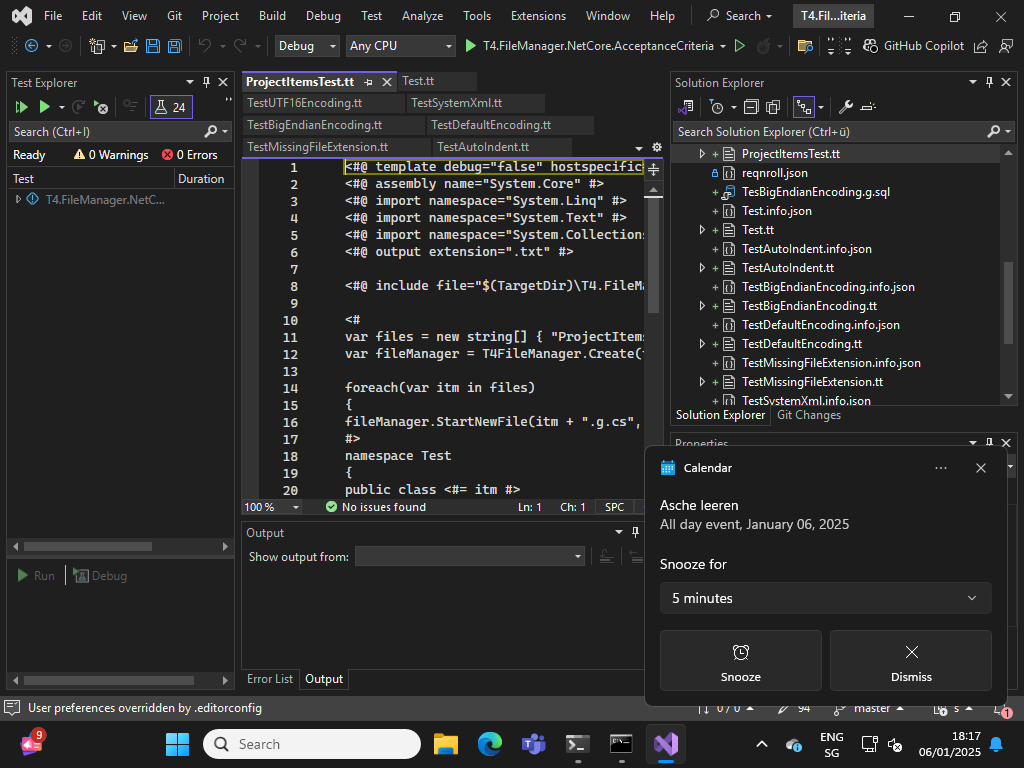 File Edit View Git Project Build Debug Test Analyze Tools Extensions Window Help Search T4.Fil...iteria
Debug Any CPU T4.FileManager.NetCore.AcceptanceCriteria GitHub Copilot
Test Explorer
24
Search (Ctrl+I)
Ready 0 Warnings 0 Errors
Test Duration
T4.FileManager.NetC...
Run Debug
ProjectItemsTest.tt Test.tt
TestUTF16Encoding.tt TestSystemXml.tt
TestBigEndianEncoding.tt TestDefaultEncoding.tt
TestMissingFileExtension.tt TestAutoIndent.tt
1 <#@ template debug="false" hostspecific
2 <#@ assembly name="System.Core" #>
3 <#@ import namespace="System.Linq" #>
4 <#@ import namespace="System.Text" #>
5 <#@ import namespace="System.Collections
6 <#@ output extension=".txt" #>
7
8 <#@ include file="$(TargetDir)\T4.FileMa
9
10 <#
11 var files = new string[] { "ProjectItems
12 var fileManager = T4FileManager.Create(
13
14 foreach(var itm in files)
15 {
16 fileManager.StartNewFile(itm + ".g.cs",
17 #>
18 namespace Test
19 {
20 public class <#= itm #>
100 % No issues found Ln: 1 Ch: 1 SPC
Output
Show output from:
Error List Output
Solution Explorer
Search Solution Explorer (Ctrl+ü)
ProjectItemsTest.tt
reqnroll.json
TesBigEndianEncoding.g.sql
Test.info.json
Test.tt
TestAutoIndent.info.json
TestAutoIndent.tt
TestBigEndianEncoding.info.json
TestBigEndianEncoding.tt
TestDefaultEncoding.info.json
TestDefaultEncoding.tt
TestMissingFileExtension.info.json
TestMissingFileExtension.tt
TestSystemXml.info.json
Solution Explorer Git Changes
Properties
Calendar
Asche leeren
All day event, January 06, 2025
Snooze for
5 minutes
Snooze Dismiss
User preferences overridden by .editorconfig 0 / 0 94 master s 1
9 Search ENG SG 18:17 06/01/2025